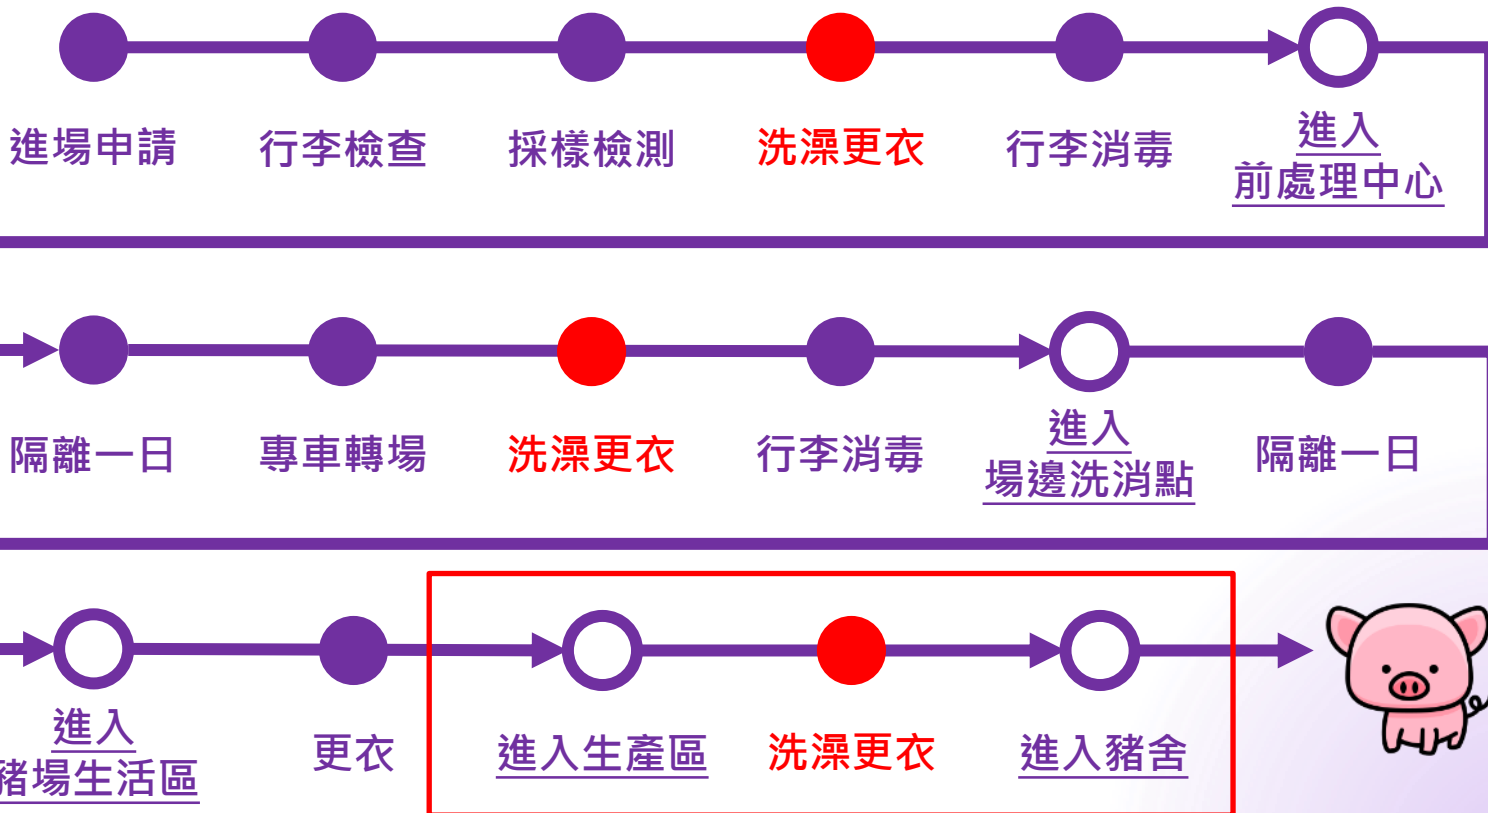 進場申請
行李檢查
採樣檢測
洗澡更衣
行李消毒
進入
前處理中心
隔離一日
專車轉場
洗澡更衣
行李消毒
進入
場邊洗消點
隔離一日
進入
豬場生活區
更衣
進入生產區
洗澡更衣
進入豬舍